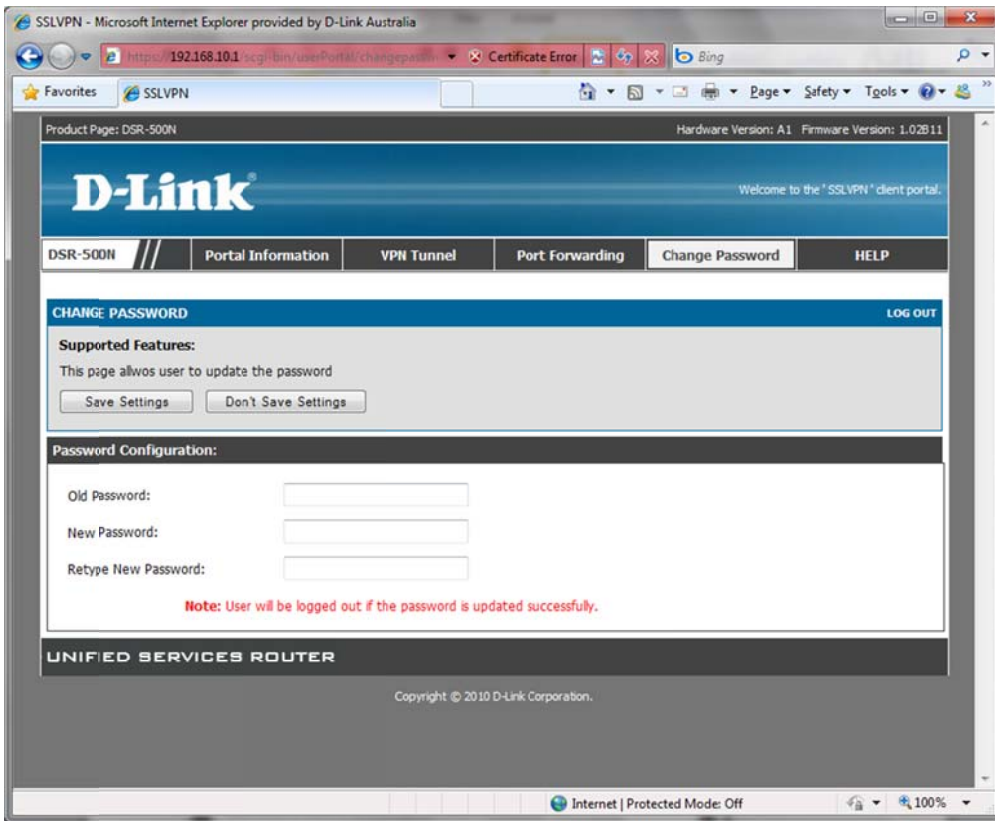 SSLVPN - Microsoft Internet Explorer provided by D-Link Australia
https://192.168.10.1/scgi-bin/userPortal/changepassw
Certificate Error
Bing
Favorites
SSLVPN
Page
Safety
Tools
Product Page: DSR-500N
Hardware Version: A1 Firmware Version: 1.02B11
D-Link®
Welcome to the 'SSLVPN' client portal.
DSR-500N
Portal Information
VPN Tunnel
Port Forwarding
Change Password
HELP
CHANGE PASSWORD
LOG OUT
Supported Features:
This page allwos user to update the password
Save Settings
Don't Save Settings
Password Configuration:
Old Password:
New Password:
Retype New Password:
Note: User will be logged out if the password is updated successfully.
UNIFIED SERVICES ROUTER
Copyright © 2010 D-Link Corporation.
Internet | Protected Mode: Off
100%